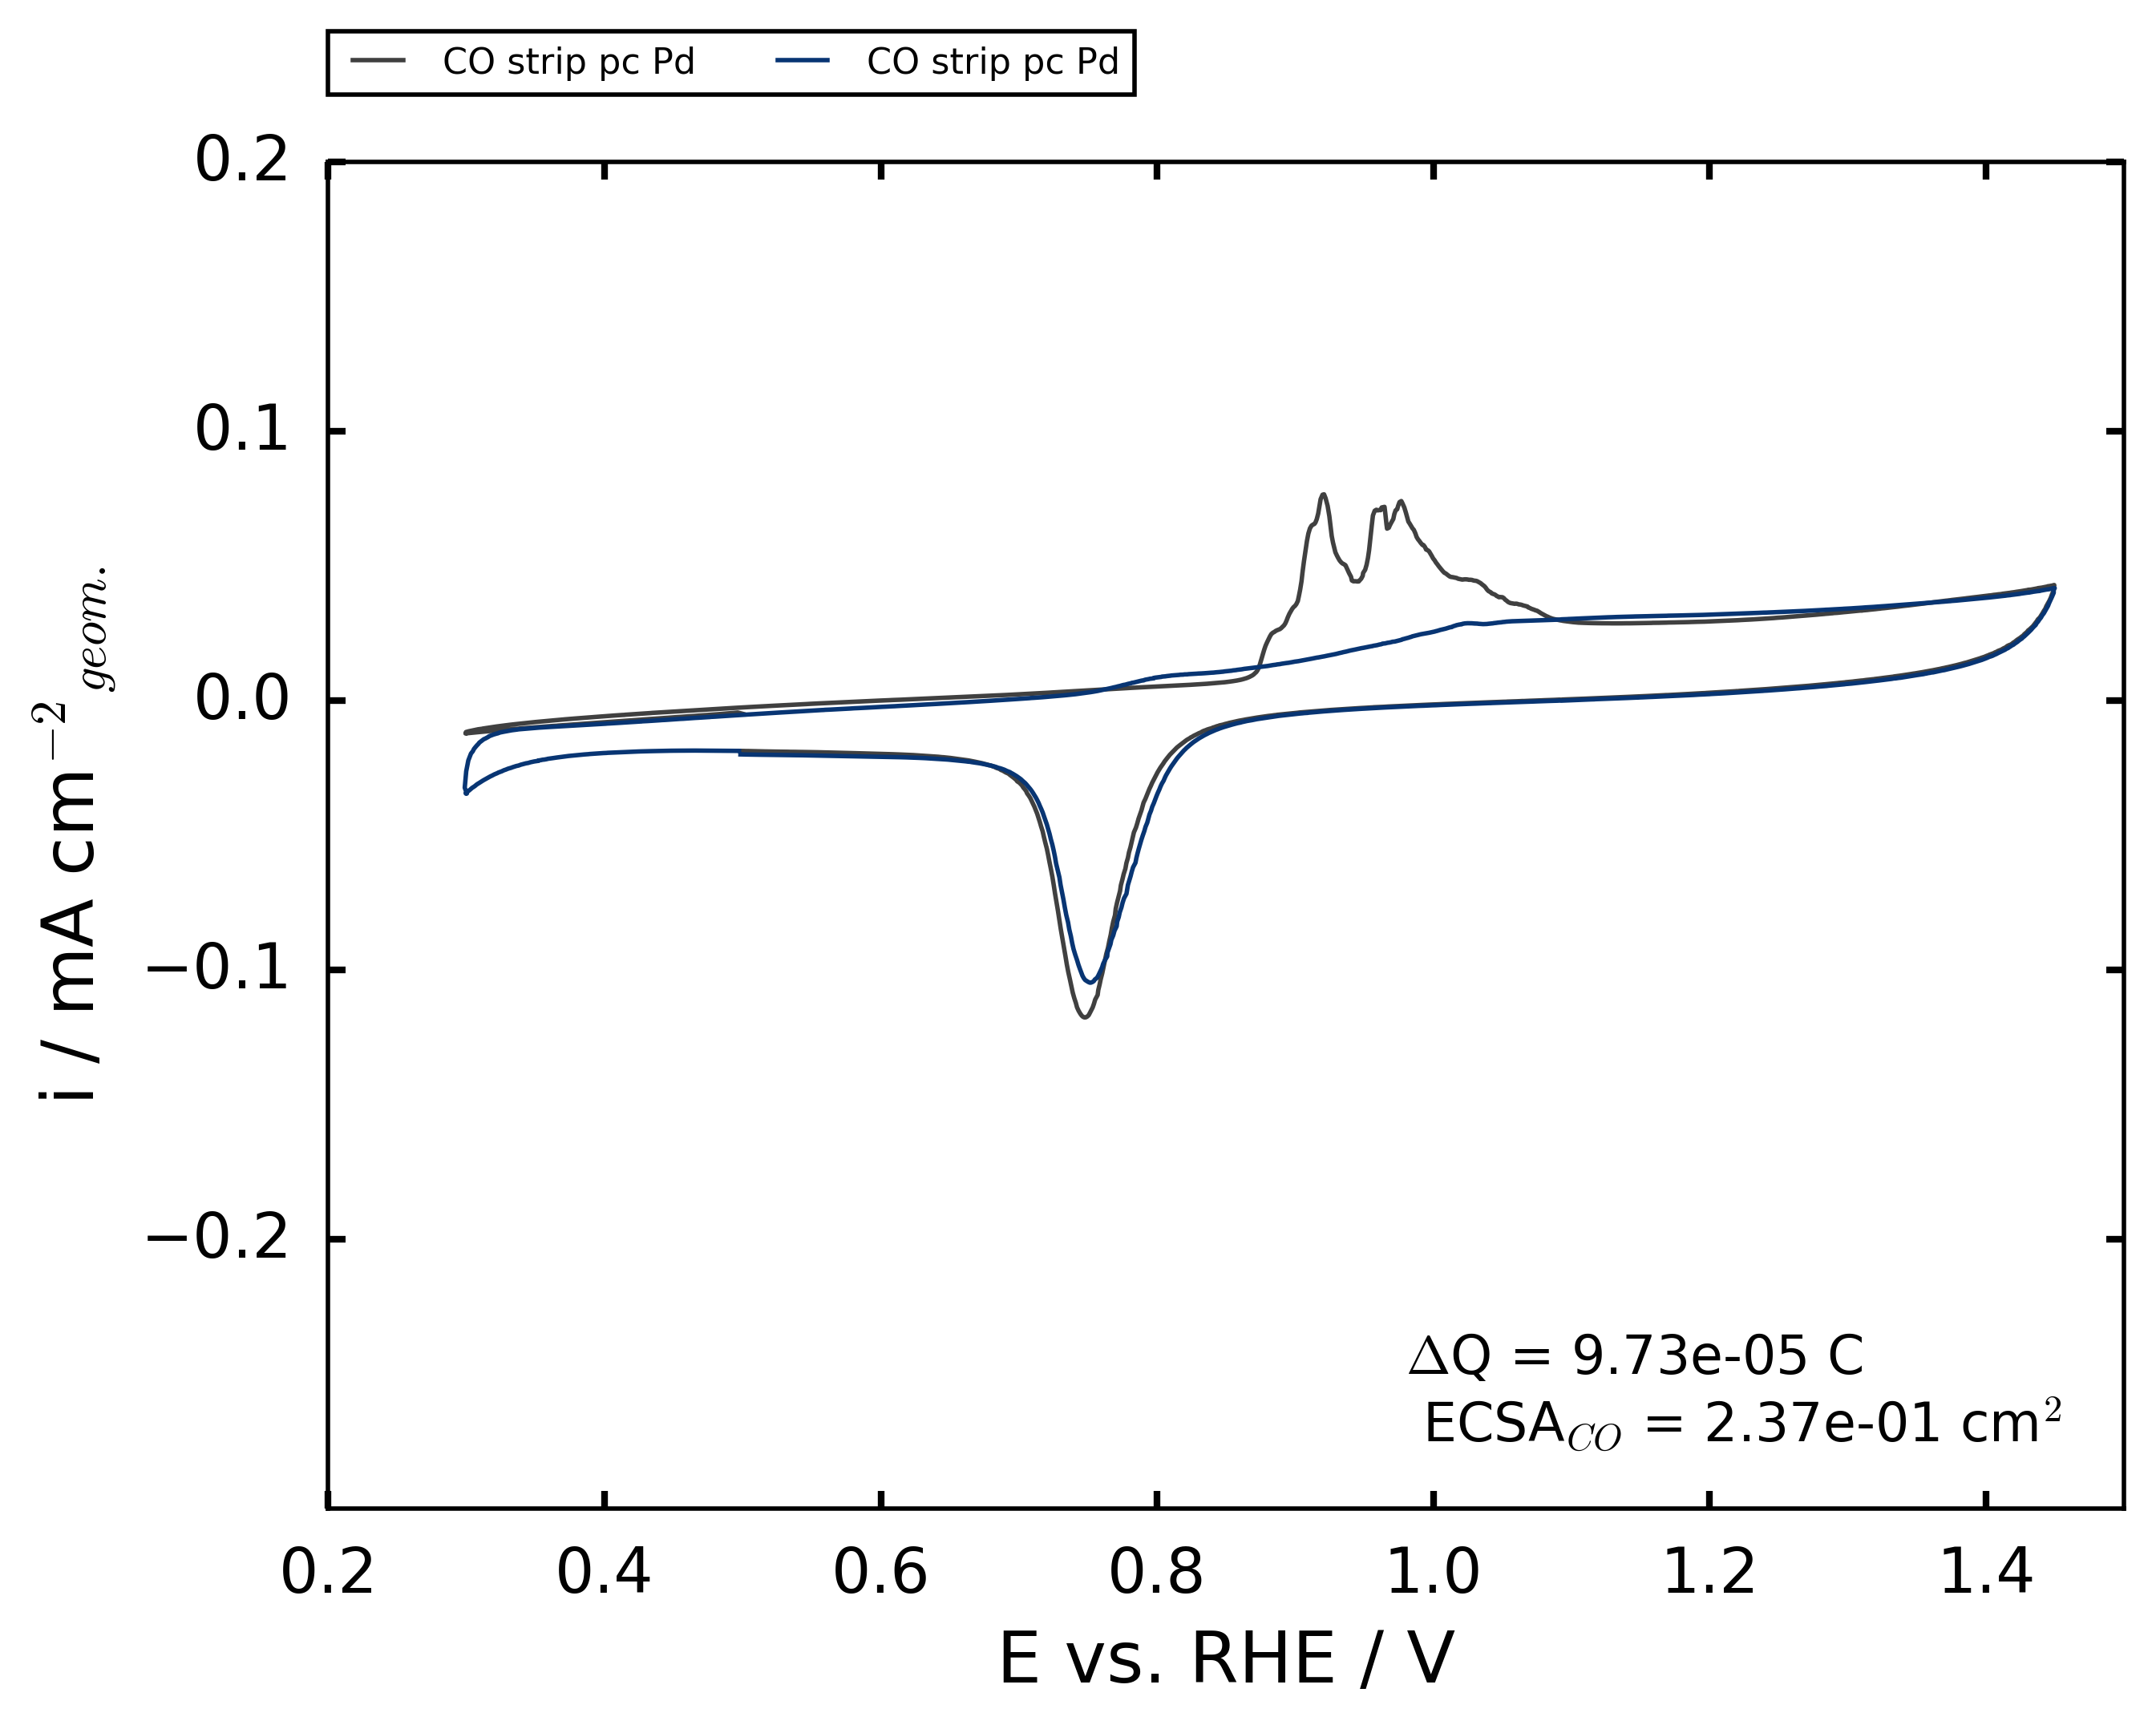 CO strip pc Pd CO strip pc Pd
0.2
0.1
0.0
−0.1
−0.2
i / mA cm⁻²geom.
ΔQ = 9.73e-05 C
ECSA_CO = 2.37e-01 cm²
0.2 0.4 0.6 0.8 1.0 1.2 1.4
E vs. RHE / V